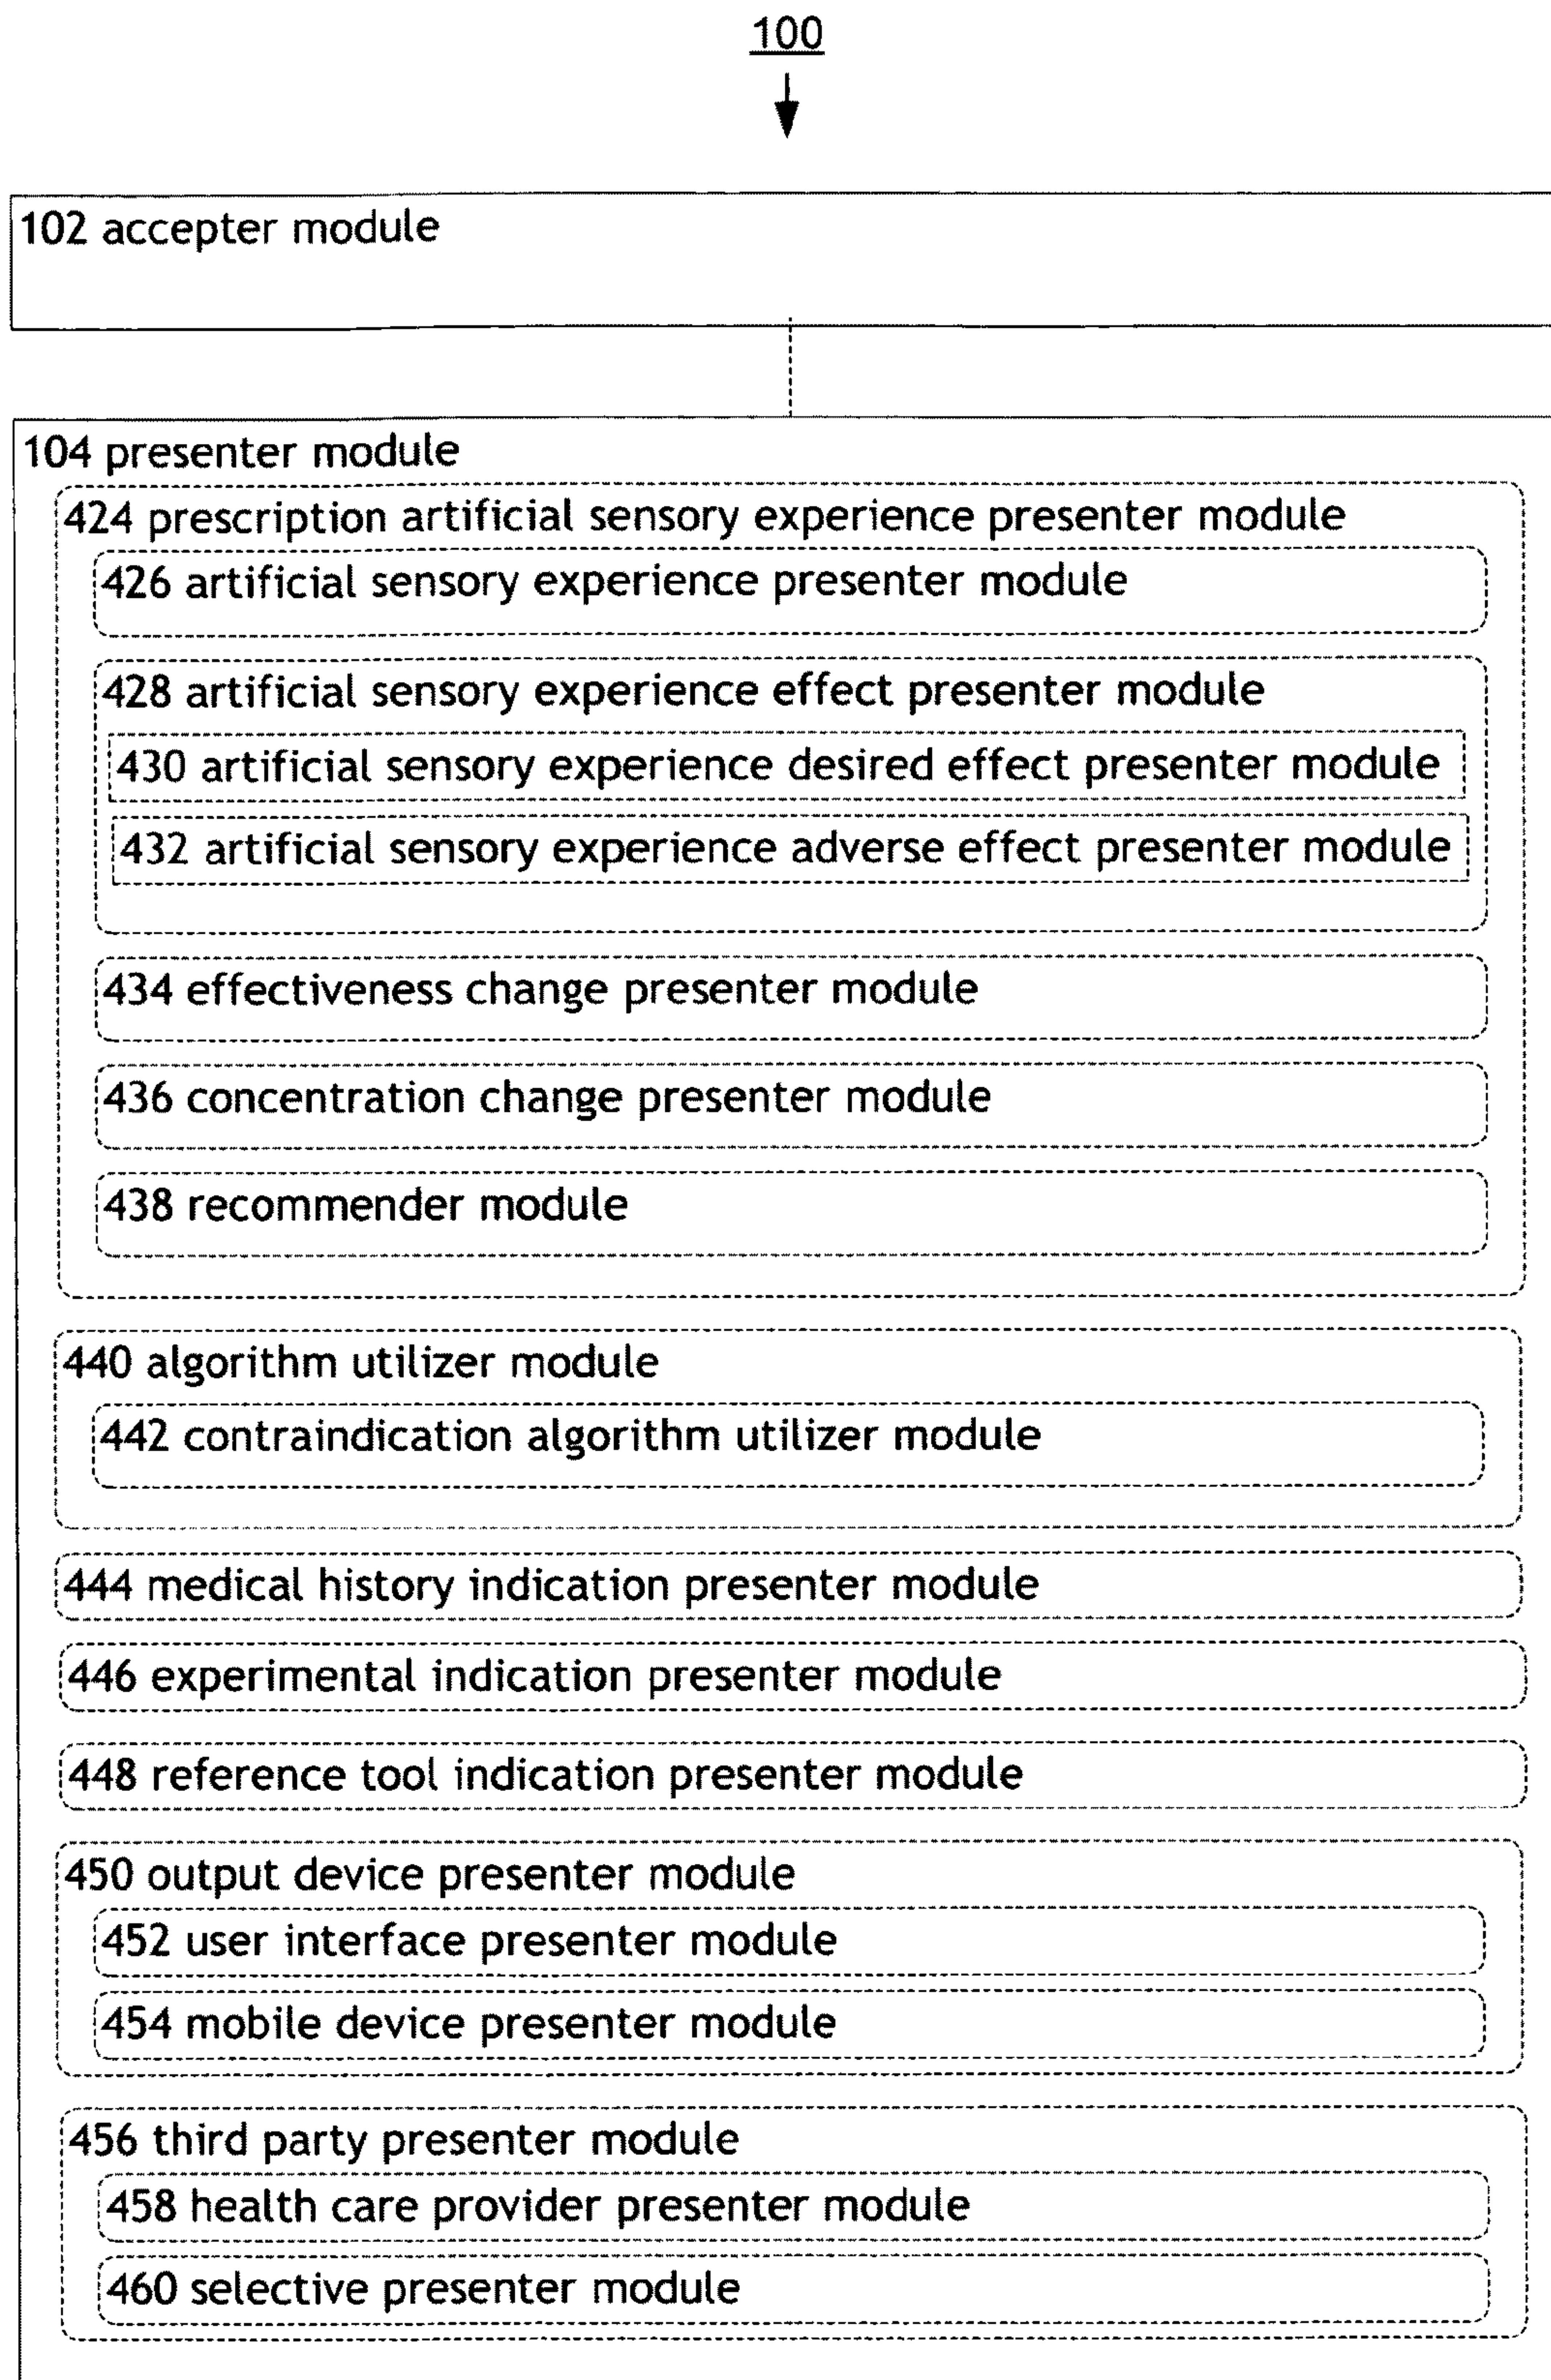 100
102 accepter module
104 presenter module
424 prescription artificial sensory experience presenter module
426 artificial sensory experience presenter module
428 artificial sensory experience effect presenter module
430 artificial sensory experience desired effect presenter module
432 artificial sensory experience adverse effect presenter module
434 effectiveness change presenter module
436 concentration change presenter module
438 recommender module
440 algorithm utilizer module
442 contraindication algorithm utilizer module
444 medical history indication presenter module
446 experimental indication presenter module
448 reference tool indication presenter module
450 output device presenter module
452 user interface presenter module
454 mobile device presenter module
456 third party presenter module
458 health care provider presenter module
460 selective presenter module